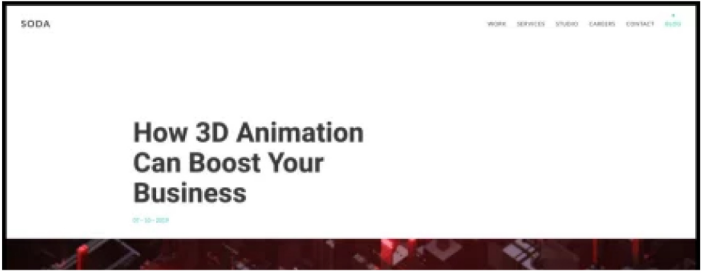 SODA
WORK SERVICES STUDIO CAREERS CONTACT BLOG
How 3D Animation
Can Boost Your
Business